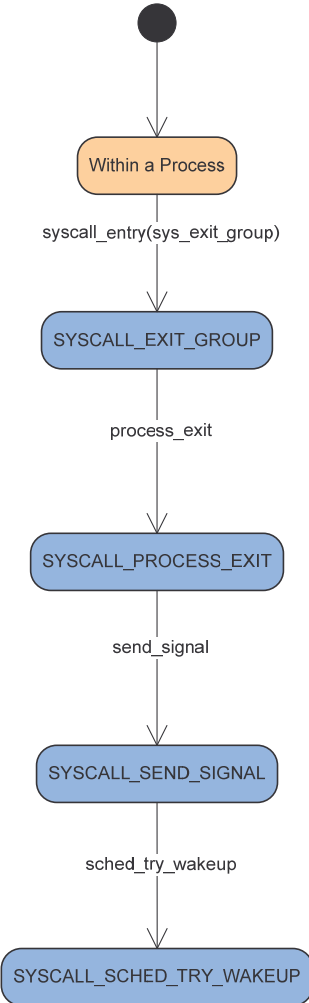 Within a Process
syscall_entry(sys_exit_group)
SYSCALL_EXIT_GROUP
process_exit
SYSCALL_PROCESS_EXIT
send_signal
SYSCALL_SEND_SIGNAL
sched_try_wakeup
SYSCALL_SCHED_TRY_WAKEUP